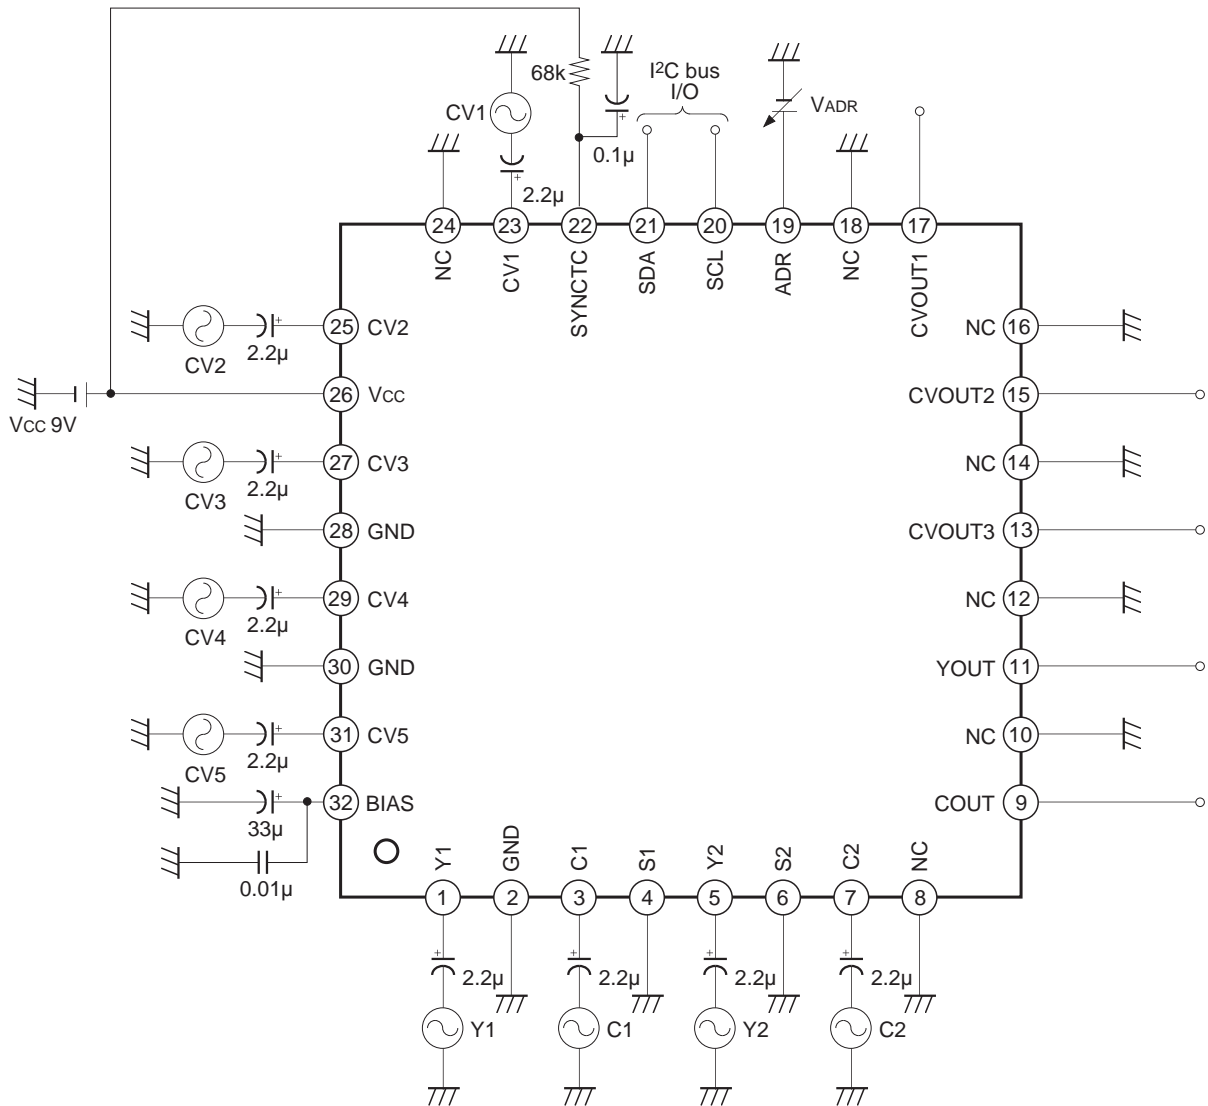 68k
I²C bus
I/O
VADR
CV1
0.1µ
2.2µ
24
23
22
21
20
19
18
17
NC
CV1
SYNCTC
SDA
SCL
ADR
NC
CVOUT1
CV2
2.2µ
25
CV2
NC
16
VCC 9V
26
VCC
CVOUT2
15
CV3
2.2µ
27
CV3
NC
14
28
GND
CVOUT3
13
CV4
2.2µ
29
CV4
NC
12
30
GND
YOUT
11
CV5
2.2µ
31
CV5
NC
10
33µ
32
BIAS
COUT
9
0.01µ
Y1
GND
C1
S1
Y2
S2
C2
NC
1
2
3
4
5
6
7
8
2.2µ
2.2µ
2.2µ
2.2µ
Y1
C1
Y2
C2